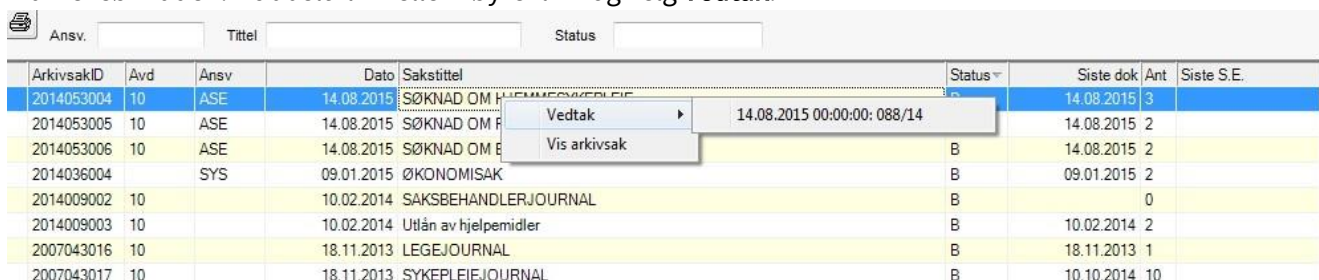 Ansv. Tittel Status
ArkivsakID Avd Ansv Dato Sakstittel Status Siste dok Ant Siste S.E.
2014053004 10 ASE 14.08.2015 SØKNAD OM HJEMMESYKEPLEIE B 14.08.2015 3
Vedtak 14.08.2015 00:00:00: 088/14
2014053005 10 ASE 14.08.2015 SØKNAD OM 14.08.2015 2
Vis arkivsak
2014053006 10 ASE 14.08.2015 SØKNAD OM B 14.08.2015 2
2014036004 SYS 09.01.2015 ØKONOMISAK B 09.01.2015 2
2014009002 10 10.02.2014 SAKSBEHANDLERJOURNAL B 0
2014009003 10 10.02.2014 Utlån av hjelpemidler B 10.02.2014 2
2007043016 10 18.11.2013 LEGEJOURNAL B 18.11.2013 1
2007043017 10 18.11.2013 SYKEPLEIEJOURNAL B 10.10.2014 10